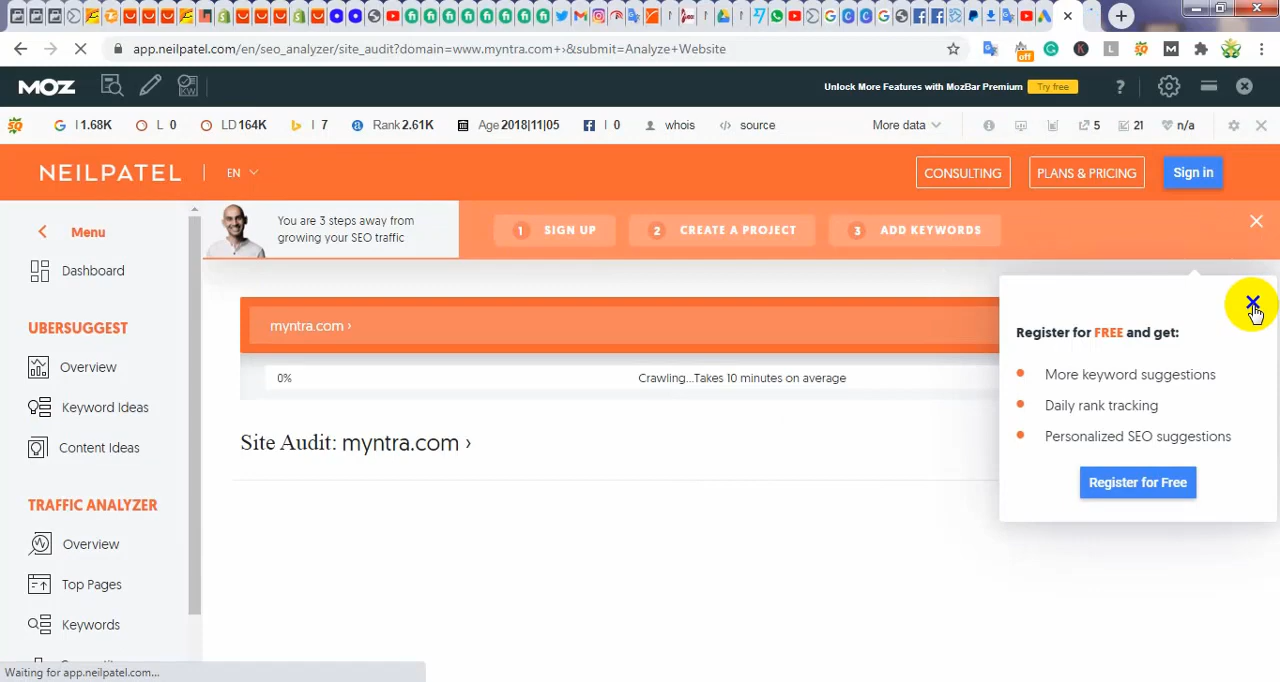 app.neilpatel.com/en/seo_analyzer/site_audit?domain=www.myntra.com+›&submit=Analyze+Website
MOZ
Unlock More Features with MozBar Premium Try free
I 1.68K L 0 LD 164K I 7 Rank 2.61K Age 2018|11|05 I 0 whois source More data 5 21 n/a
NEILPATEL EN CONSULTING PLANS & PRICING Sign in
Menu
You are 3 steps away from
growing your SEO traffic
1 SIGN UP 2 CREATE A PROJECT 3 ADD KEYWORDS
Dashboard
UBERSUGGEST
Overview
Keyword Ideas
Content Ideas
TRAFFIC ANALYZER
Overview
Top Pages
Keywords
myntra.com ›
0% Crawling...Takes 10 minutes on average
Site Audit: myntra.com ›
Register for FREE and get:
More keyword suggestions
Daily rank tracking
Personalized SEO suggestions
Register for Free
Waiting for app.neilpatel.com...